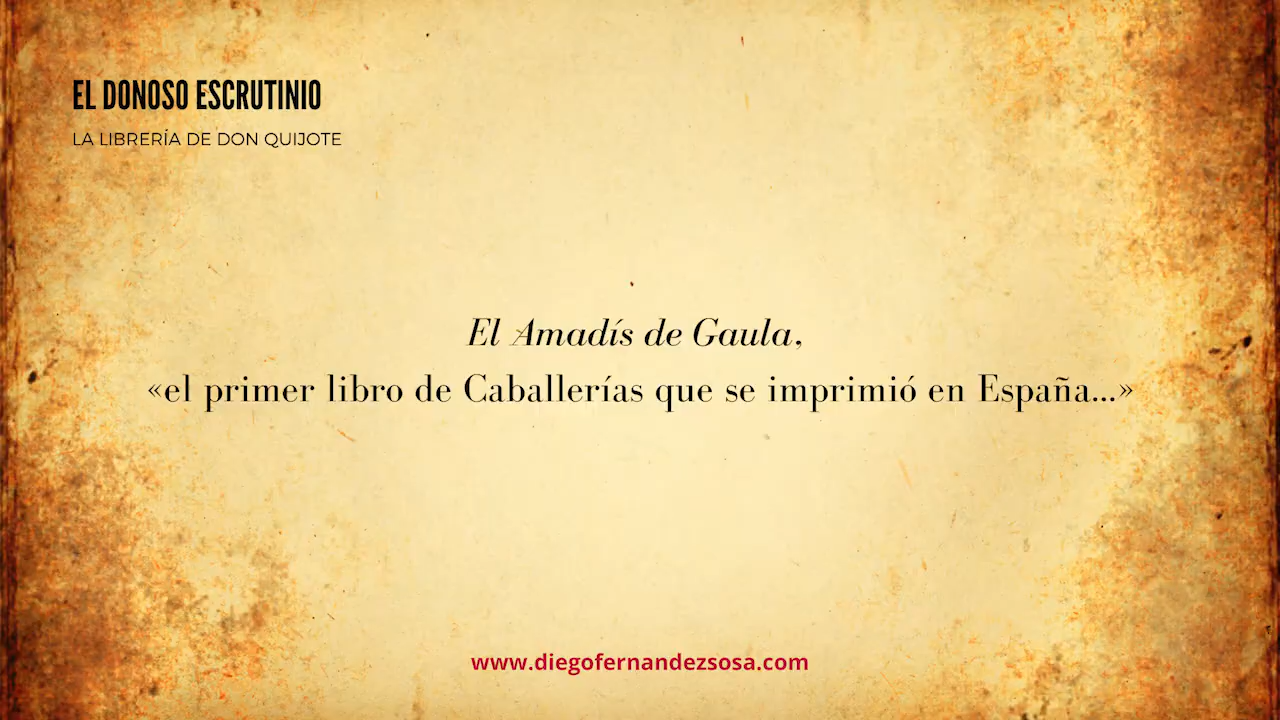 EL DONOSO ESCRUTINIO
LA LIBRERÍA DE DON QUIJOTE
El Amadís de Gaula,
«el primer libro de Caballerías que se imprimió en España...»
www.diegofernandezsosa.com